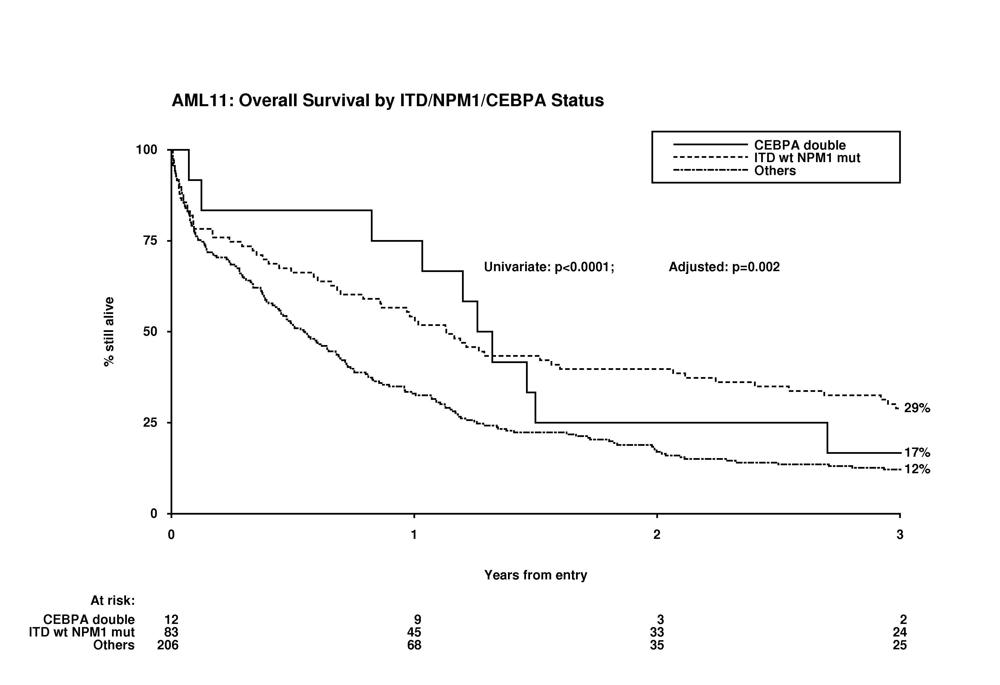 AML11: Overall Survival by ITD/NPM1/CEBPA Status
CEBPA double
ITD wt NPM1 mut
Others
100
75
50
25
0
% still alive
Univariate: p<0.0001; Adjusted: p=0.002
29%
17%
12%
0 1 2 3
Years from entry
At risk:
CEBPA double 12 9 3 2
ITD wt NPM1 mut 83 45 33 24
Others 206 68 35 25